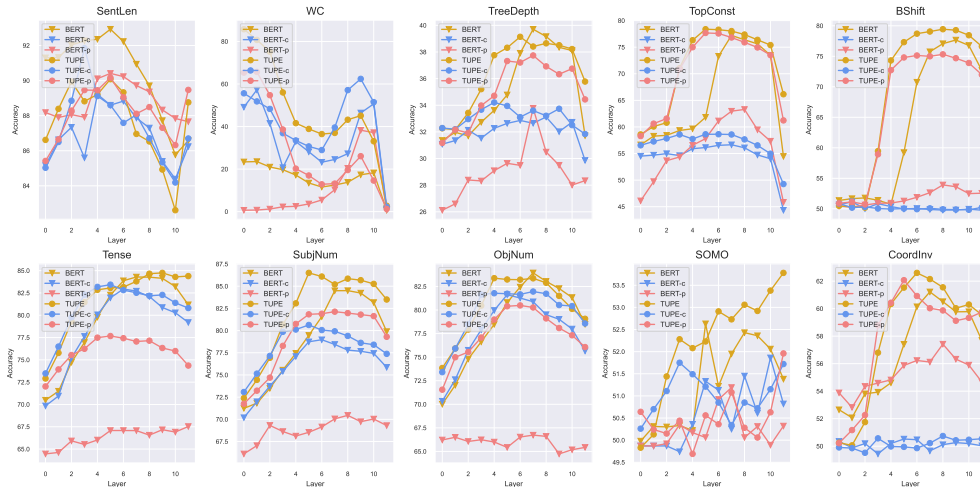 SentLen
WC
TreeDepth
TopConst
BShift
Accuracy
92
90
88
86
84
BERT
BERT-c
BERT-p
TUPE
TUPE-c
TUPE-p
0 2 4 6 8 10
Layer
Accuracy
80
60
40
20
0
BERT
BERT-c
BERT-p
TUPE
TUPE-c
TUPE-p
0 2 4 6 8 10
Layer
Accuracy
40
38
36
34
32
30
28
26
BERT
BERT-c
BERT-p
TUPE
TUPE-c
TUPE-p
0 2 4 6 8 10
Layer
Accuracy
80
75
70
65
60
55
50
45
BERT
BERT-c
BERT-p
TUPE
TUPE-c
TUPE-p
0 2 4 6 8 10
Layer
Accuracy
80
75
70
65
60
55
50
BERT
BERT-c
BERT-p
TUPE
TUPE-c
TUPE-p
0 2 4 6 8 10
Layer
Tense
SubjNum
ObjNum
SOMO
CoordInv
Accuracy
85.0
82.5
80.0
77.5
75.0
72.5
70.0
67.5
65.0
BERT
BERT-c
BERT-p
TUPE
TUPE-c
TUPE-p
0 2 4 6 8 10
Layer
Accuracy
87.5
85.0
82.5
80.0
77.5
75.0
72.5
70.0
67.5
BERT
BERT-c
BERT-p
TUPE
TUPE-c
TUPE-p
0 2 4 6 8 10
Layer
Accuracy
85.0
82.5
80.0
77.5
75.0
72.5
70.0
67.5
65.0
BERT
BERT-c
BERT-p
TUPE
TUPE-c
TUPE-p
0 2 4 6 8 10
Layer
Accuracy
53.5
53.0
52.5
52.0
51.5
51.0
50.5
50.0
49.5
BERT
BERT-c
BERT-p
TUPE
TUPE-c
TUPE-p
0 2 4 6 8 10
Layer
Accuracy
62
60
58
56
54
52
50
BERT
BERT-c
BERT-p
TUPE
TUPE-c
TUPE-p
0 2 4 6 8 10
Layer